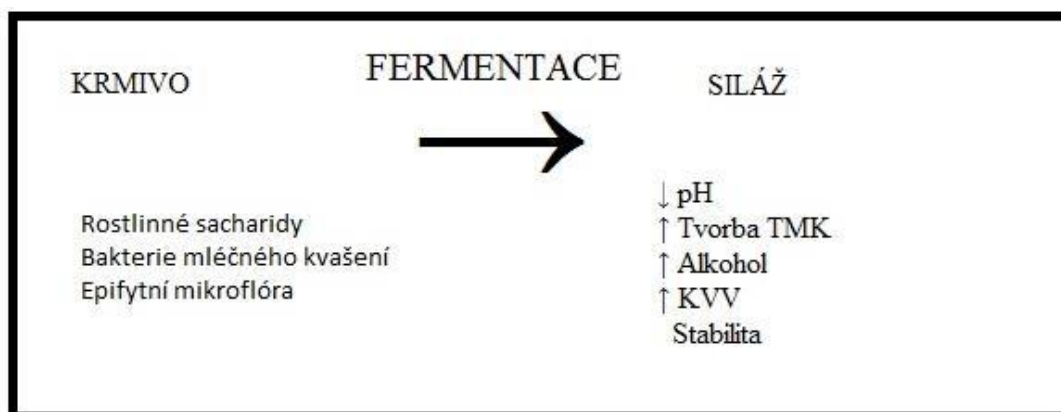 KRMIVO
FERMENTACE
SILÁŽ
Rostlinné sacharidy
Bakterie mléčného kvašení
Epifytní mikroflóra
↓ pH
↑ Tvorba TMK
↑ Alkohol
↑ KVV
Stabilita